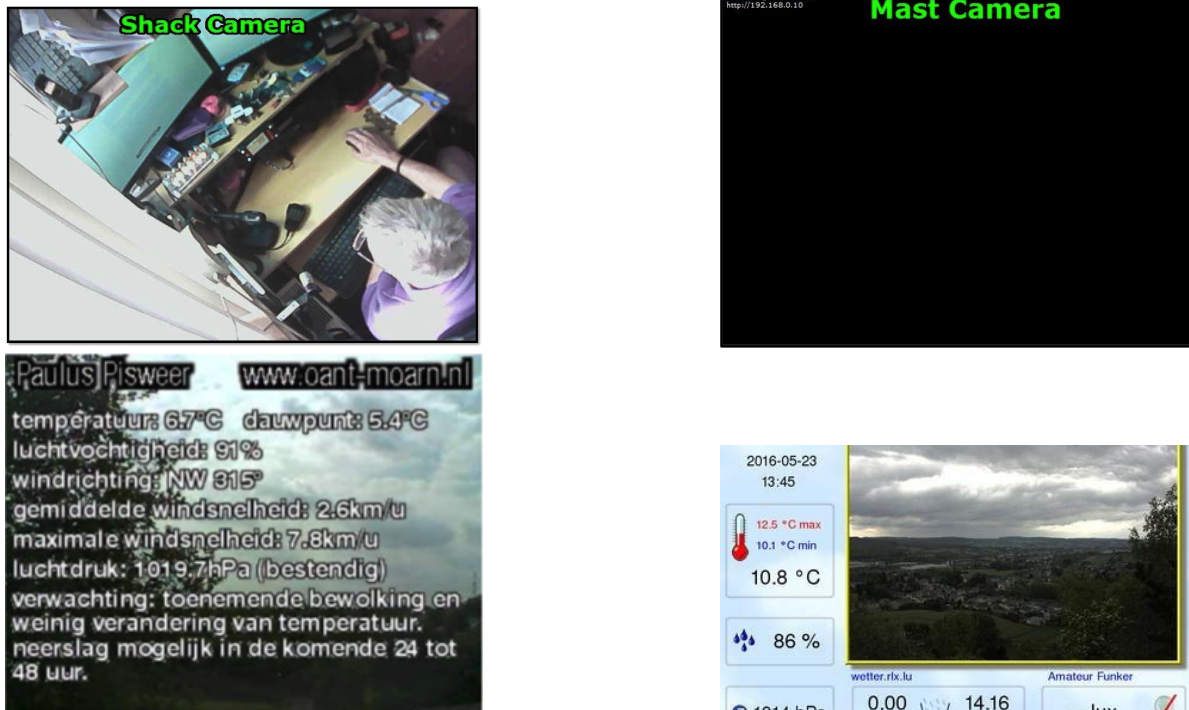 Shack Camera
http://192.168.0.10
Mast Camera
Paulus Pisweer www.oant-moarn.nl
temperatuur: 6.7°C dauwpunt: 5.4°C
luchtvochtigheid: 91%
windrichting: NW 315°
gemiddelde windsnelheid: 2.6km/u
maximale windsnelheid: 7.8km/u
luchtdruk: 1019.7hPa (bestendig)
verwachting: toenemende bewolking en
weinig verandering van temperatuur.
neerslag mogelijk in de komende 24 tot
48 uur.
2016-05-23
13:45
12.5 °C max
10.1 °C min
10.8 °C
86 %
wetter.rlx.lu
Amateur Funker
0.00 14.16
lux